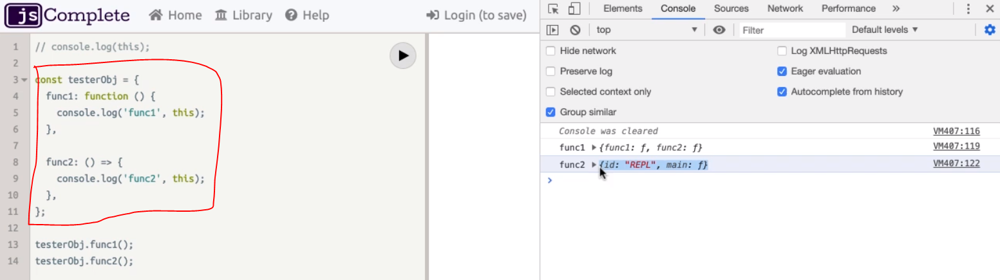 jsComplete Home Library Help Login (to save)
1 // console.log(this);
2
3 const testerObj = {
4 func1: function () {
5 console.log('func1', this);
6 },
7
8 func2: () => {
9 console.log('func2', this);
10 },
11 };
12
13 testerObj.func1();
14 testerObj.func2();
Elements Console Sources Network Performance »
top Filter Default levels
Hide network Log XMLHttpRequests
Preserve log Eager evaluation
Selected context only Autocomplete from history
Group similar
Console was cleared VM407:116
func1 {func1: ƒ, func2: ƒ} VM407:119
func2 {id: "REPL", main: ƒ} VM407:122
>